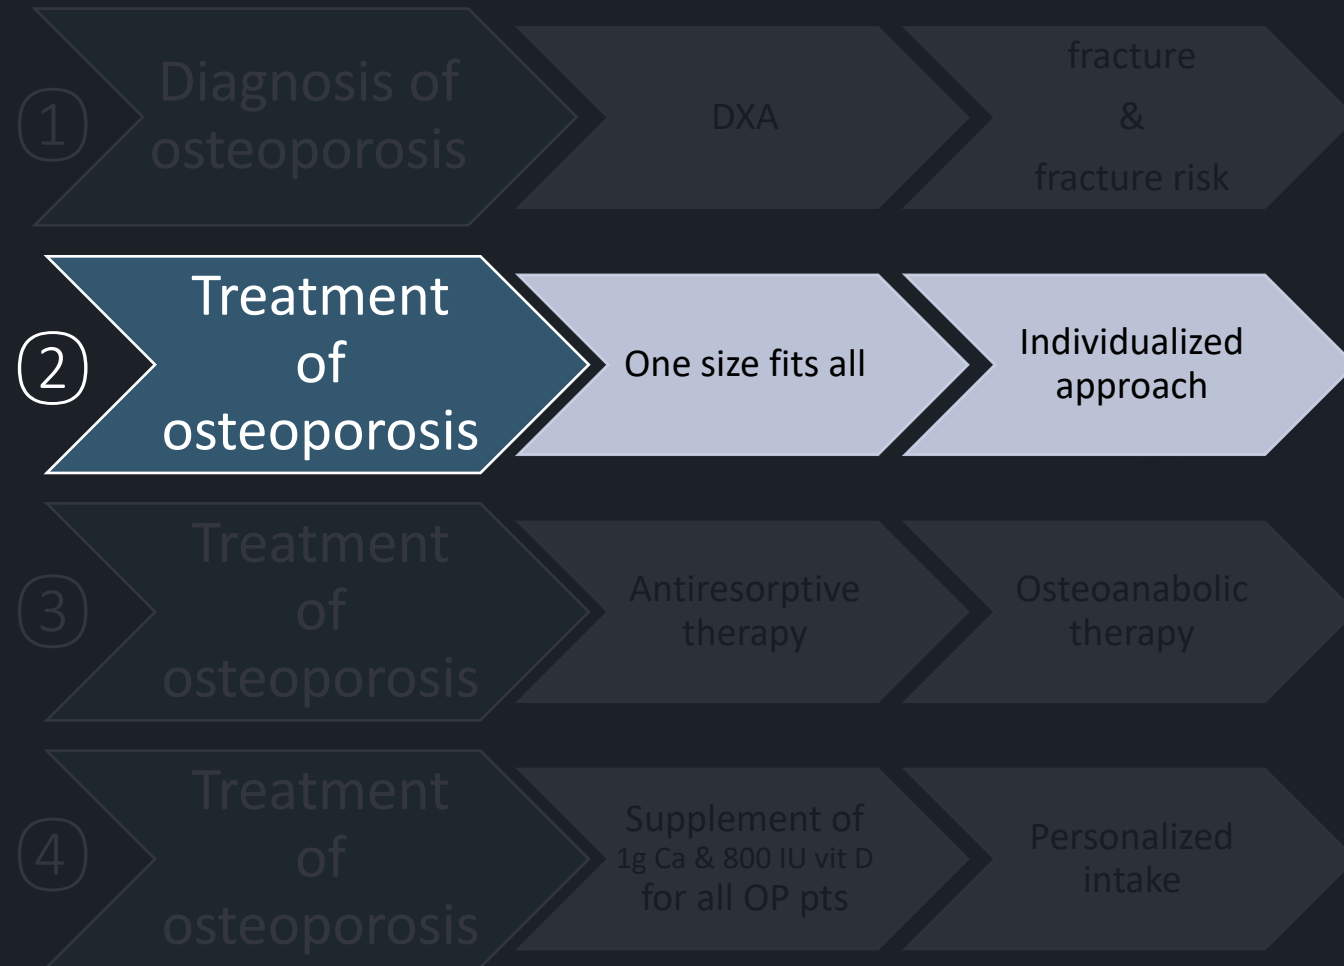 ①
Diagnosis of
osteoporosis
DXA
fracture
&
fracture risk
②
Treatment
of
osteoporosis
One size fits all
Individualized
approach
③
Treatment
of
osteoporosis
Antiresorptive
therapy
Osteoanabolic
therapy
④
Treatment
of
osteoporosis
Supplement of
1g Ca & 800 IU vit D
for all OP pts
Personalized
intake